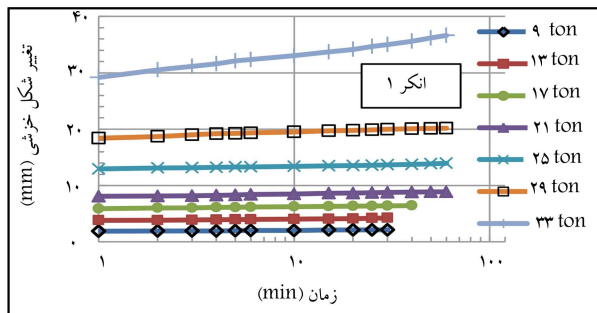 تغییر شکل خزشی (mm)
۴۰
۳۰
۲۰
۱۰
۰
۱
۱۰
۱۰۰
زمان (min)
انکر ۱
۹ ton
۱۳ ton
۱۷ ton
۲۱ ton
۲۵ ton
۲۹ ton
۳۳ ton